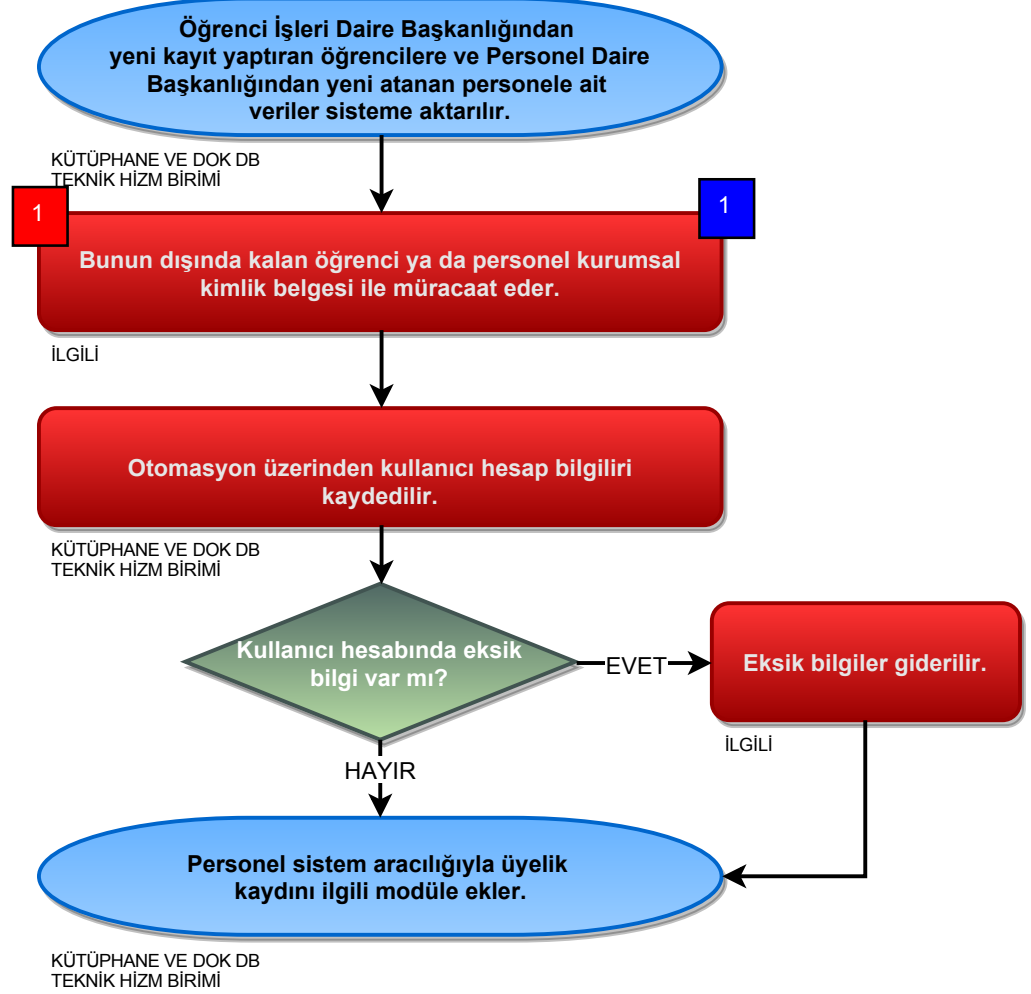 Öğrenci İşleri Daire Başkanlığından
yeni kayıt yaptıran öğrencilere ve Personel Daire
Başkanlığından yeni atanan personele ait
veriler sisteme aktarılır.
KÜTÜPHANE VE DOK DB
TEKNİK HİZM BİRİMİ
1
1
Bunun dışında kalan öğrenci ya da personel kurumsal
kimlik belgesi ile müracaat eder.
İLGİLİ
Otomasyon üzerinden kullanıcı hesap bilgiliri
kaydedilir.
KÜTÜPHANE VE DOK DB
TEKNİK HİZM BİRİMİ
Kullanıcı hesabında eksik
bilgi var mı?
EVET
Eksik bilgiler giderilir.
İLGİLİ
HAYIR
Personel sistem aracılığıyla üyelik
kaydını ilgili modüle ekler.
KÜTÜPHANE VE DOK DB
TEKNİK HİZM BİRİMİ